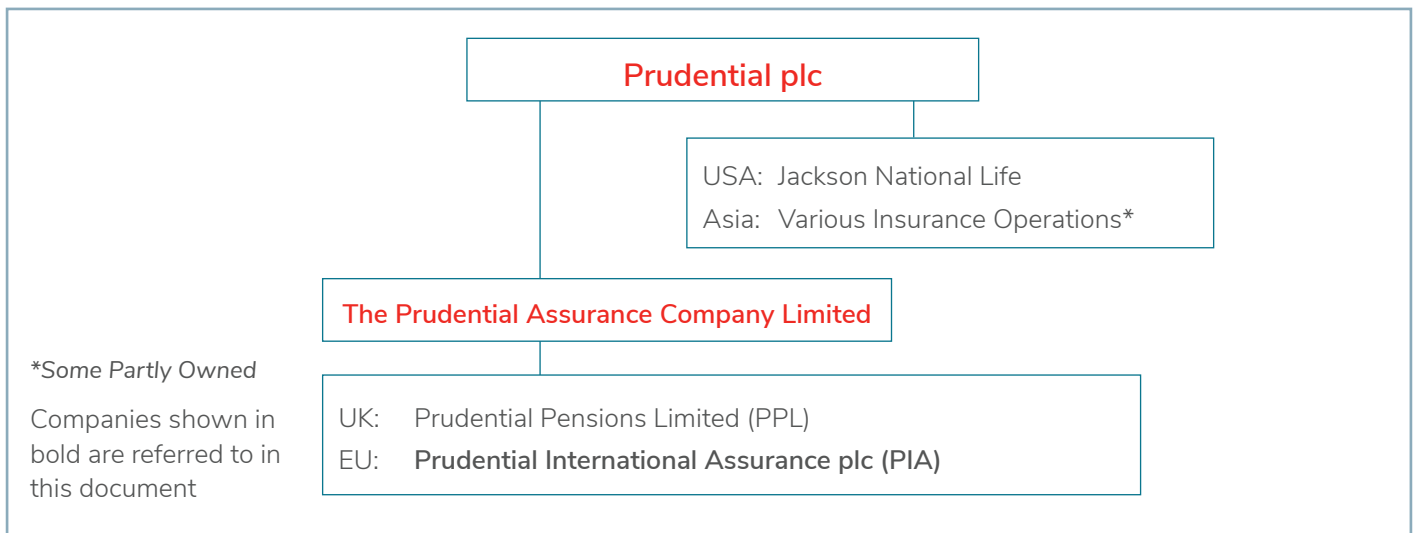 Prudential plc
USA: Jackson National Life
Asia: Various Insurance Operations*
The Prudential Assurance Company Limited
*Some Partly Owned
Companies shown in
bold are referred to in
this document
UK: Prudential Pensions Limited (PPL)
EU: Prudential International Assurance plc (PIA)